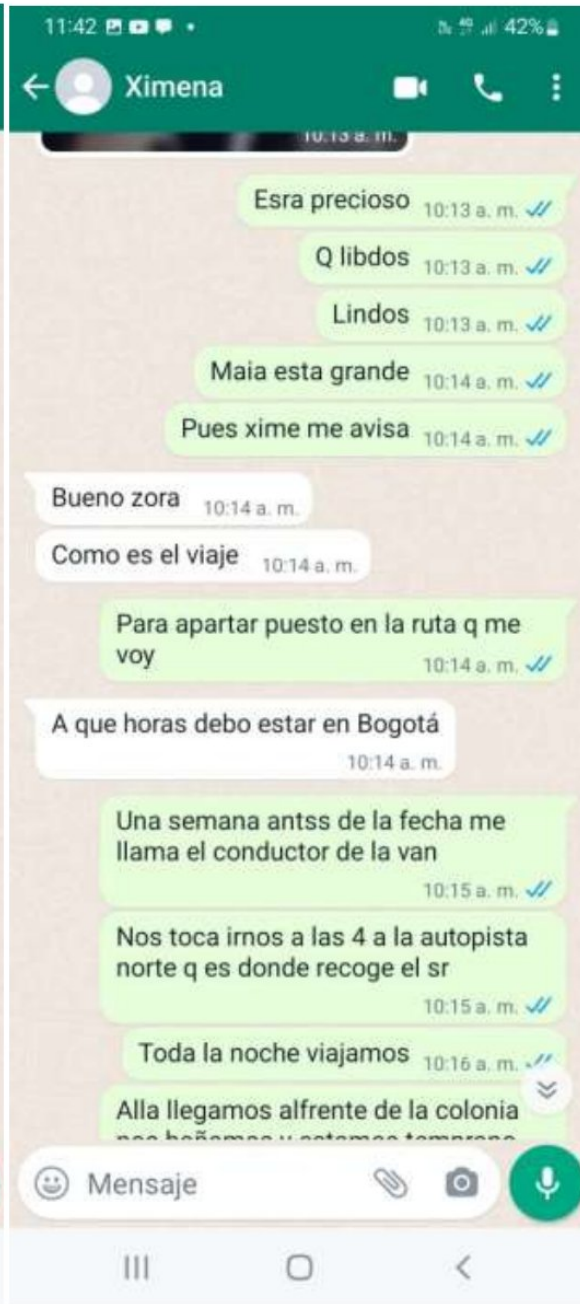 11:42
42%
Ximena
10:13 a. m.
Esra precioso 10:13 a. m.
Q libdos 10:13 a. m.
Lindos 10:13 a. m.
Maia esta grande 10:14 a. m.
Pues xime me avisa 10:14 a. m.
Bueno zora 10:14 a. m.
Como es el viaje 10:14 a. m.
Para apartar puesto en la ruta q me
voy 10:14 a. m.
A que horas debo estar en Bogotá
10:14 a. m.
Una semana antss de la fecha me
llama el conductor de la van
10:15 a. m.
Nos toca irnos a las 4 a la autopista
norte q es donde recoge el sr
10:15 a. m.
Toda la noche viajamos 10:16 a. m.
Alla llegamos alfrente de la colonia
nos bañamos y estamos temprano
Mensaje